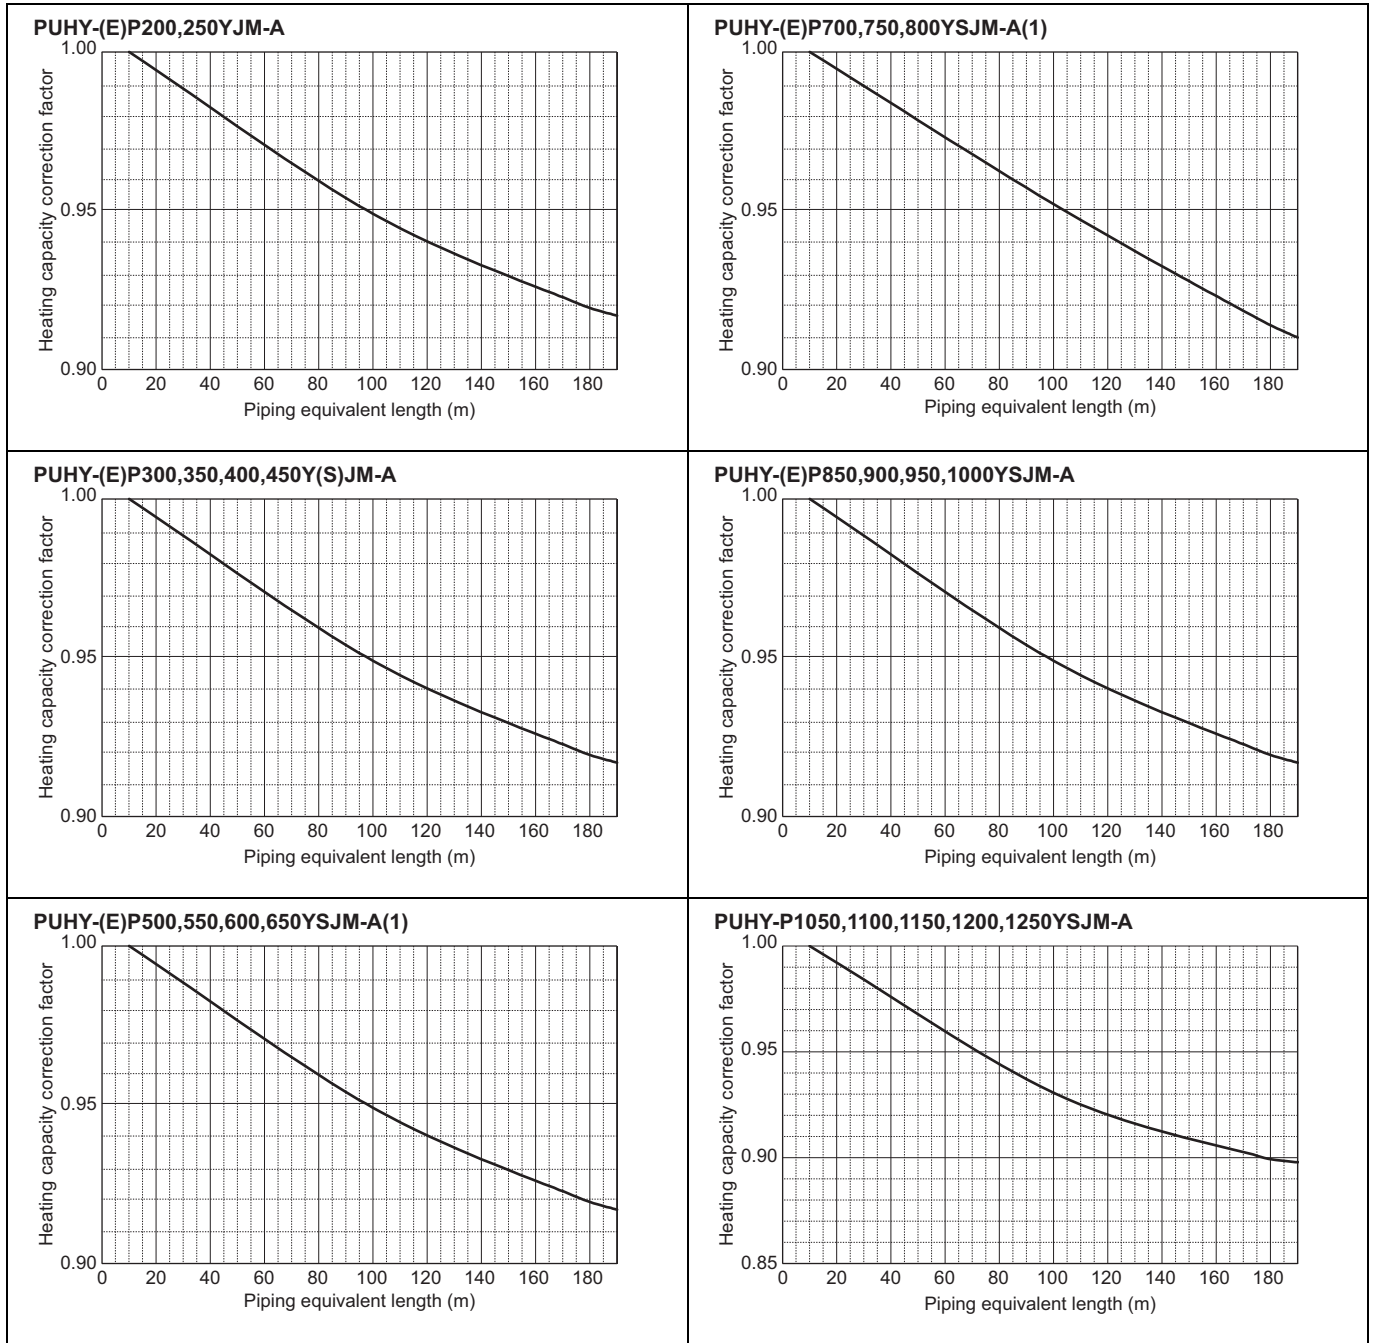 PUHY-(E)P200,250YJM-A
Heating capacity correction factor
1.00
0.95
0.90
0 20 40 60 80 100 120 140 160 180
Piping equivalent length (m)
PUHY-(E)P700,750,800YSJM-A(1)
Heating capacity correction factor
1.00
0.95
0.90
0 20 40 60 80 100 120 140 160 180
Piping equivalent length (m)
PUHY-(E)P300,350,400,450Y(S)JM-A
Heating capacity correction factor
1.00
0.95
0.90
0 20 40 60 80 100 120 140 160 180
Piping equivalent length (m)
PUHY-(E)P850,900,950,1000YSJM-A
Heating capacity correction factor
1.00
0.95
0.90
0 20 40 60 80 100 120 140 160 180
Piping equivalent length (m)
PUHY-(E)P500,550,600,650YSJM-A(1)
Heating capacity correction factor
1.00
0.95
0.90
0 20 40 60 80 100 120 140 160 180
Piping equivalent length (m)
PUHY-P1050,1100,1150,1200,1250YSJM-A
Heating capacity correction factor
1.00
0.95
0.90
0.85
0 20 40 60 80 100 120 140 160 180
Piping equivalent length (m)